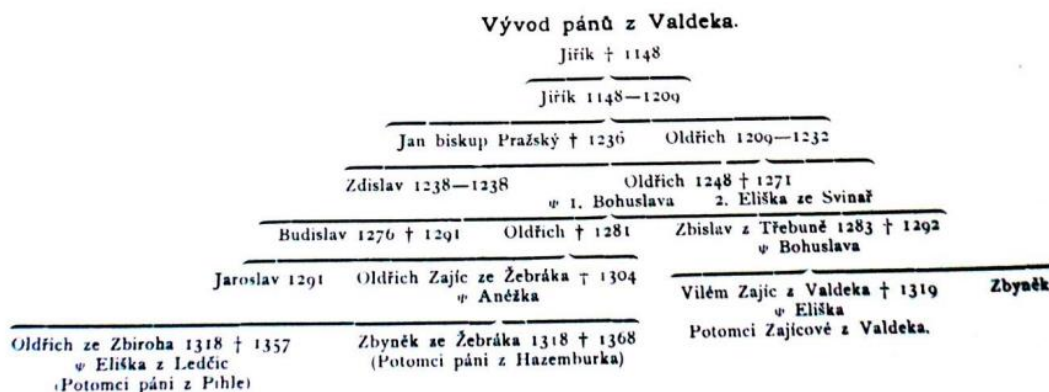 Vývod pánů z Valdeka.
Jiřík † 1148
Jiřík 1148—1209
Jan biskup Pražský † 1236 Oldřich 1209—1232
Zdislav 1238—1238 Oldřich 1248 † 1271
ψ 1. Bohuslava 2. Eliška ze Svinař
Budislav 1276 † 1291 Oldřich † 1281 Zbislav z Třebuně 1283 † 1292
ψ Bohuslava
Jaroslav 1291 Oldřich Zajíc ze Žebráka † 1304 Vilém Zajíc z Valdeka † 1319 Zbyněk
ψ Anéžka ψ Eliška
Potomci Zajícové z Valdeka.
Oldřich ze Zbiroha 1318 † 1357 Zbyněk ze Žebráka 1318 † 1368
ψ Eliška z Ledčic (Potomci páni z Hazemburka)
(Potomci páni z Pihle)